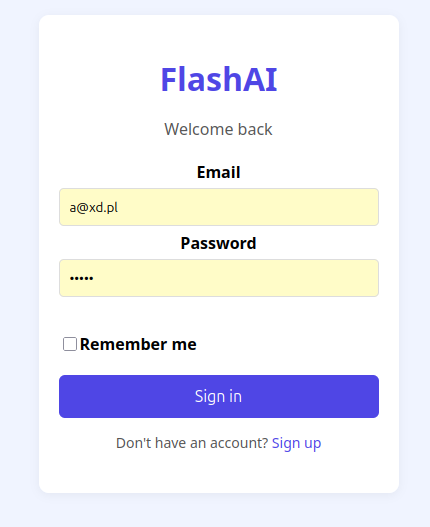 FlashAI
Welcome back
Email
a@xd.pl
Password
•••••
Remember me
Sign in
Don't have an account? Sign up